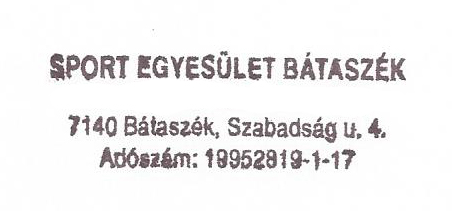 SPORT EGYESÜLET BÁTASZÉK
7140 Bátaszék, Szabadság u. 4.
Adószám: 19952819-1-17